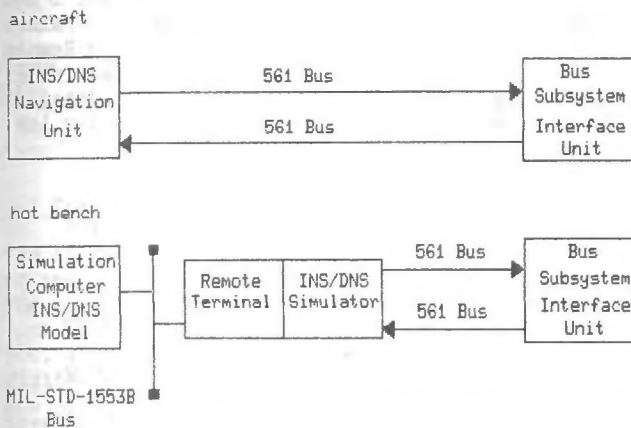 aircraft
INS/DNS
Navigation
Unit
561 Bus
561 Bus
Bus
Subsystem
Interface
Unit
hot bench
Simulation
Computer
INS/DNS
Model
MIL-STD-1553B
Bus
Remote
Terminal
INS/DNS
Simulator
561 Bus
561 Bus
Bus
Subsystem
Interface
Unit